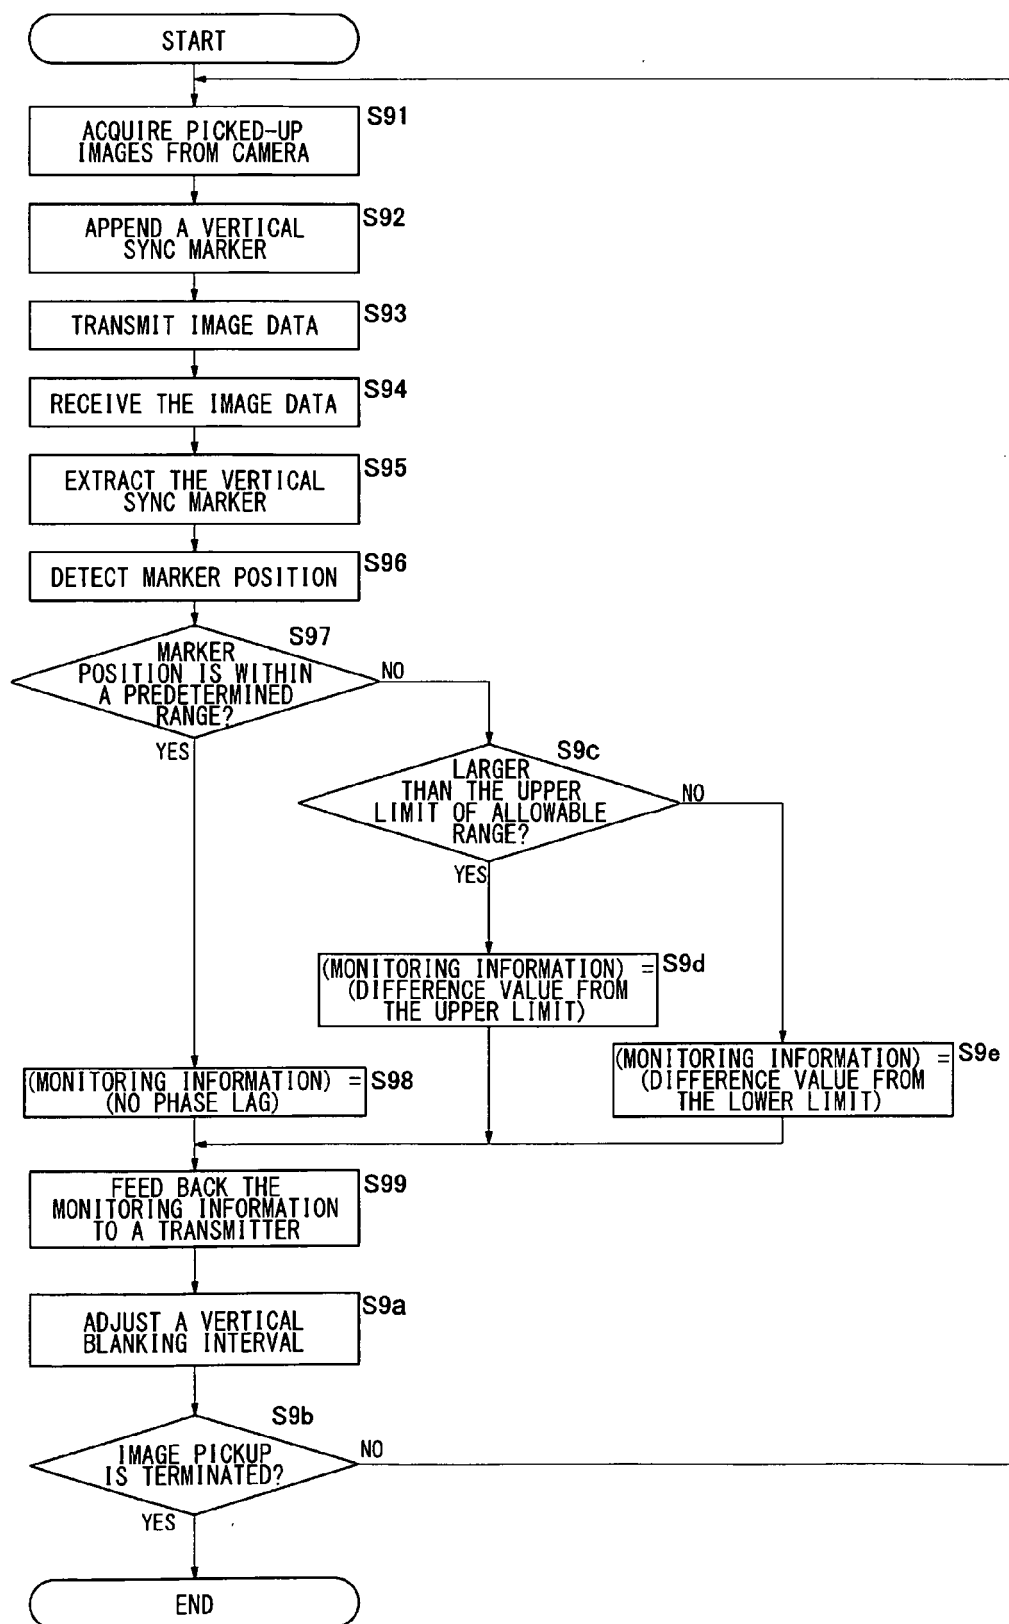 START
S91
ACQUIRE PICKED-UP
IMAGES FROM CAMERA
S92
APPEND A VERTICAL
SYNC MARKER
S93
TRANSMIT IMAGE DATA
S94
RECEIVE THE IMAGE DATA
S95
EXTRACT THE VERTICAL
SYNC MARKER
S96
DETECT MARKER POSITION
S97
MARKER
POSITION IS WITHIN
A PREDETERMINED
RANGE?
NO
YES
S9c
LARGER
THAN THE UPPER
LIMIT OF ALLOWABLE
RANGE?
NO
YES
S9d
(MONITORING INFORMATION) =
(DIFFERENCE VALUE FROM
THE UPPER LIMIT)
S9e
(MONITORING INFORMATION) =
(DIFFERENCE VALUE FROM
THE LOWER LIMIT)
S98
(MONITORING INFORMATION) =
(NO PHASE LAG)
S99
FEED BACK THE
MONITORING INFORMATION
TO A TRANSMITTER
S9a
ADJUST A VERTICAL
BLANKING INTERVAL
S9b
IMAGE PICKUP
IS TERMINATED?
NO
YES
END